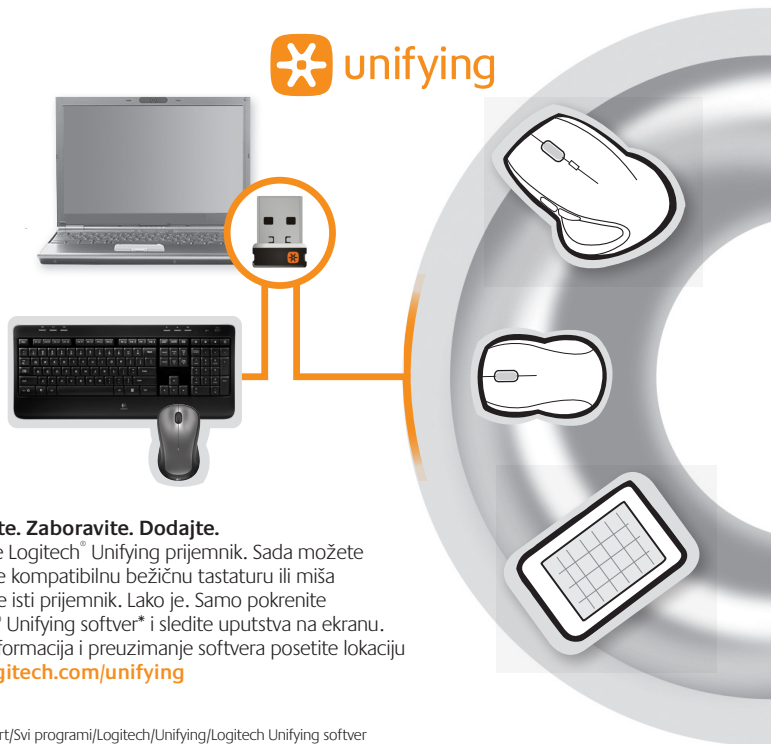 unifying
te. Zaboravite. Dodajte.
e Logitech® Unifying prijemnik. Sada možete
e kompatibilnu bežičnu tastaturu ili miša
e isti prijemnik. Lako je. Samo pokrenite
® Unifying softver* i sledite uputstva na ekranu.
formacija i preuzimanje softvera posetite lokaciju
gitech.com/unifying
rt/Svi programi/Logitech/Unifying/Logitech Unifying softver